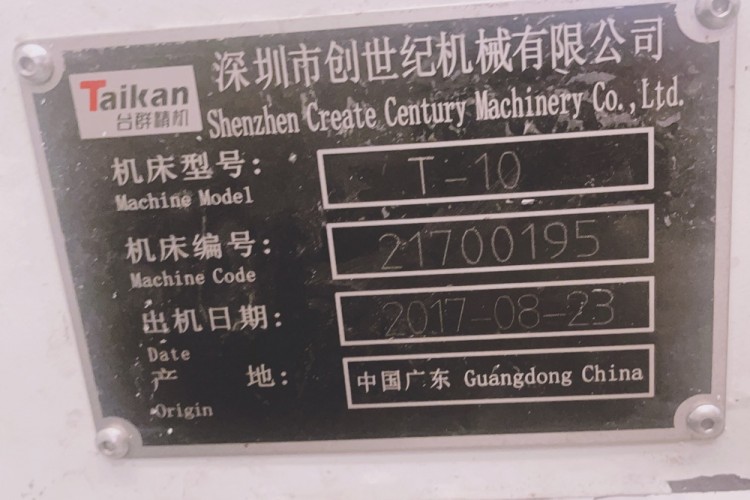 深圳市创世纪机械有限公司
Taikan
台群精机
Shenzhen Create Century Machinery Co.,Ltd.
机床型号: T-10
Machine Model
机床编号: 21700195
Machine Code
出机日期: 2017-08-23
Date
产 地: 中国广东 Guangdong China
Origin